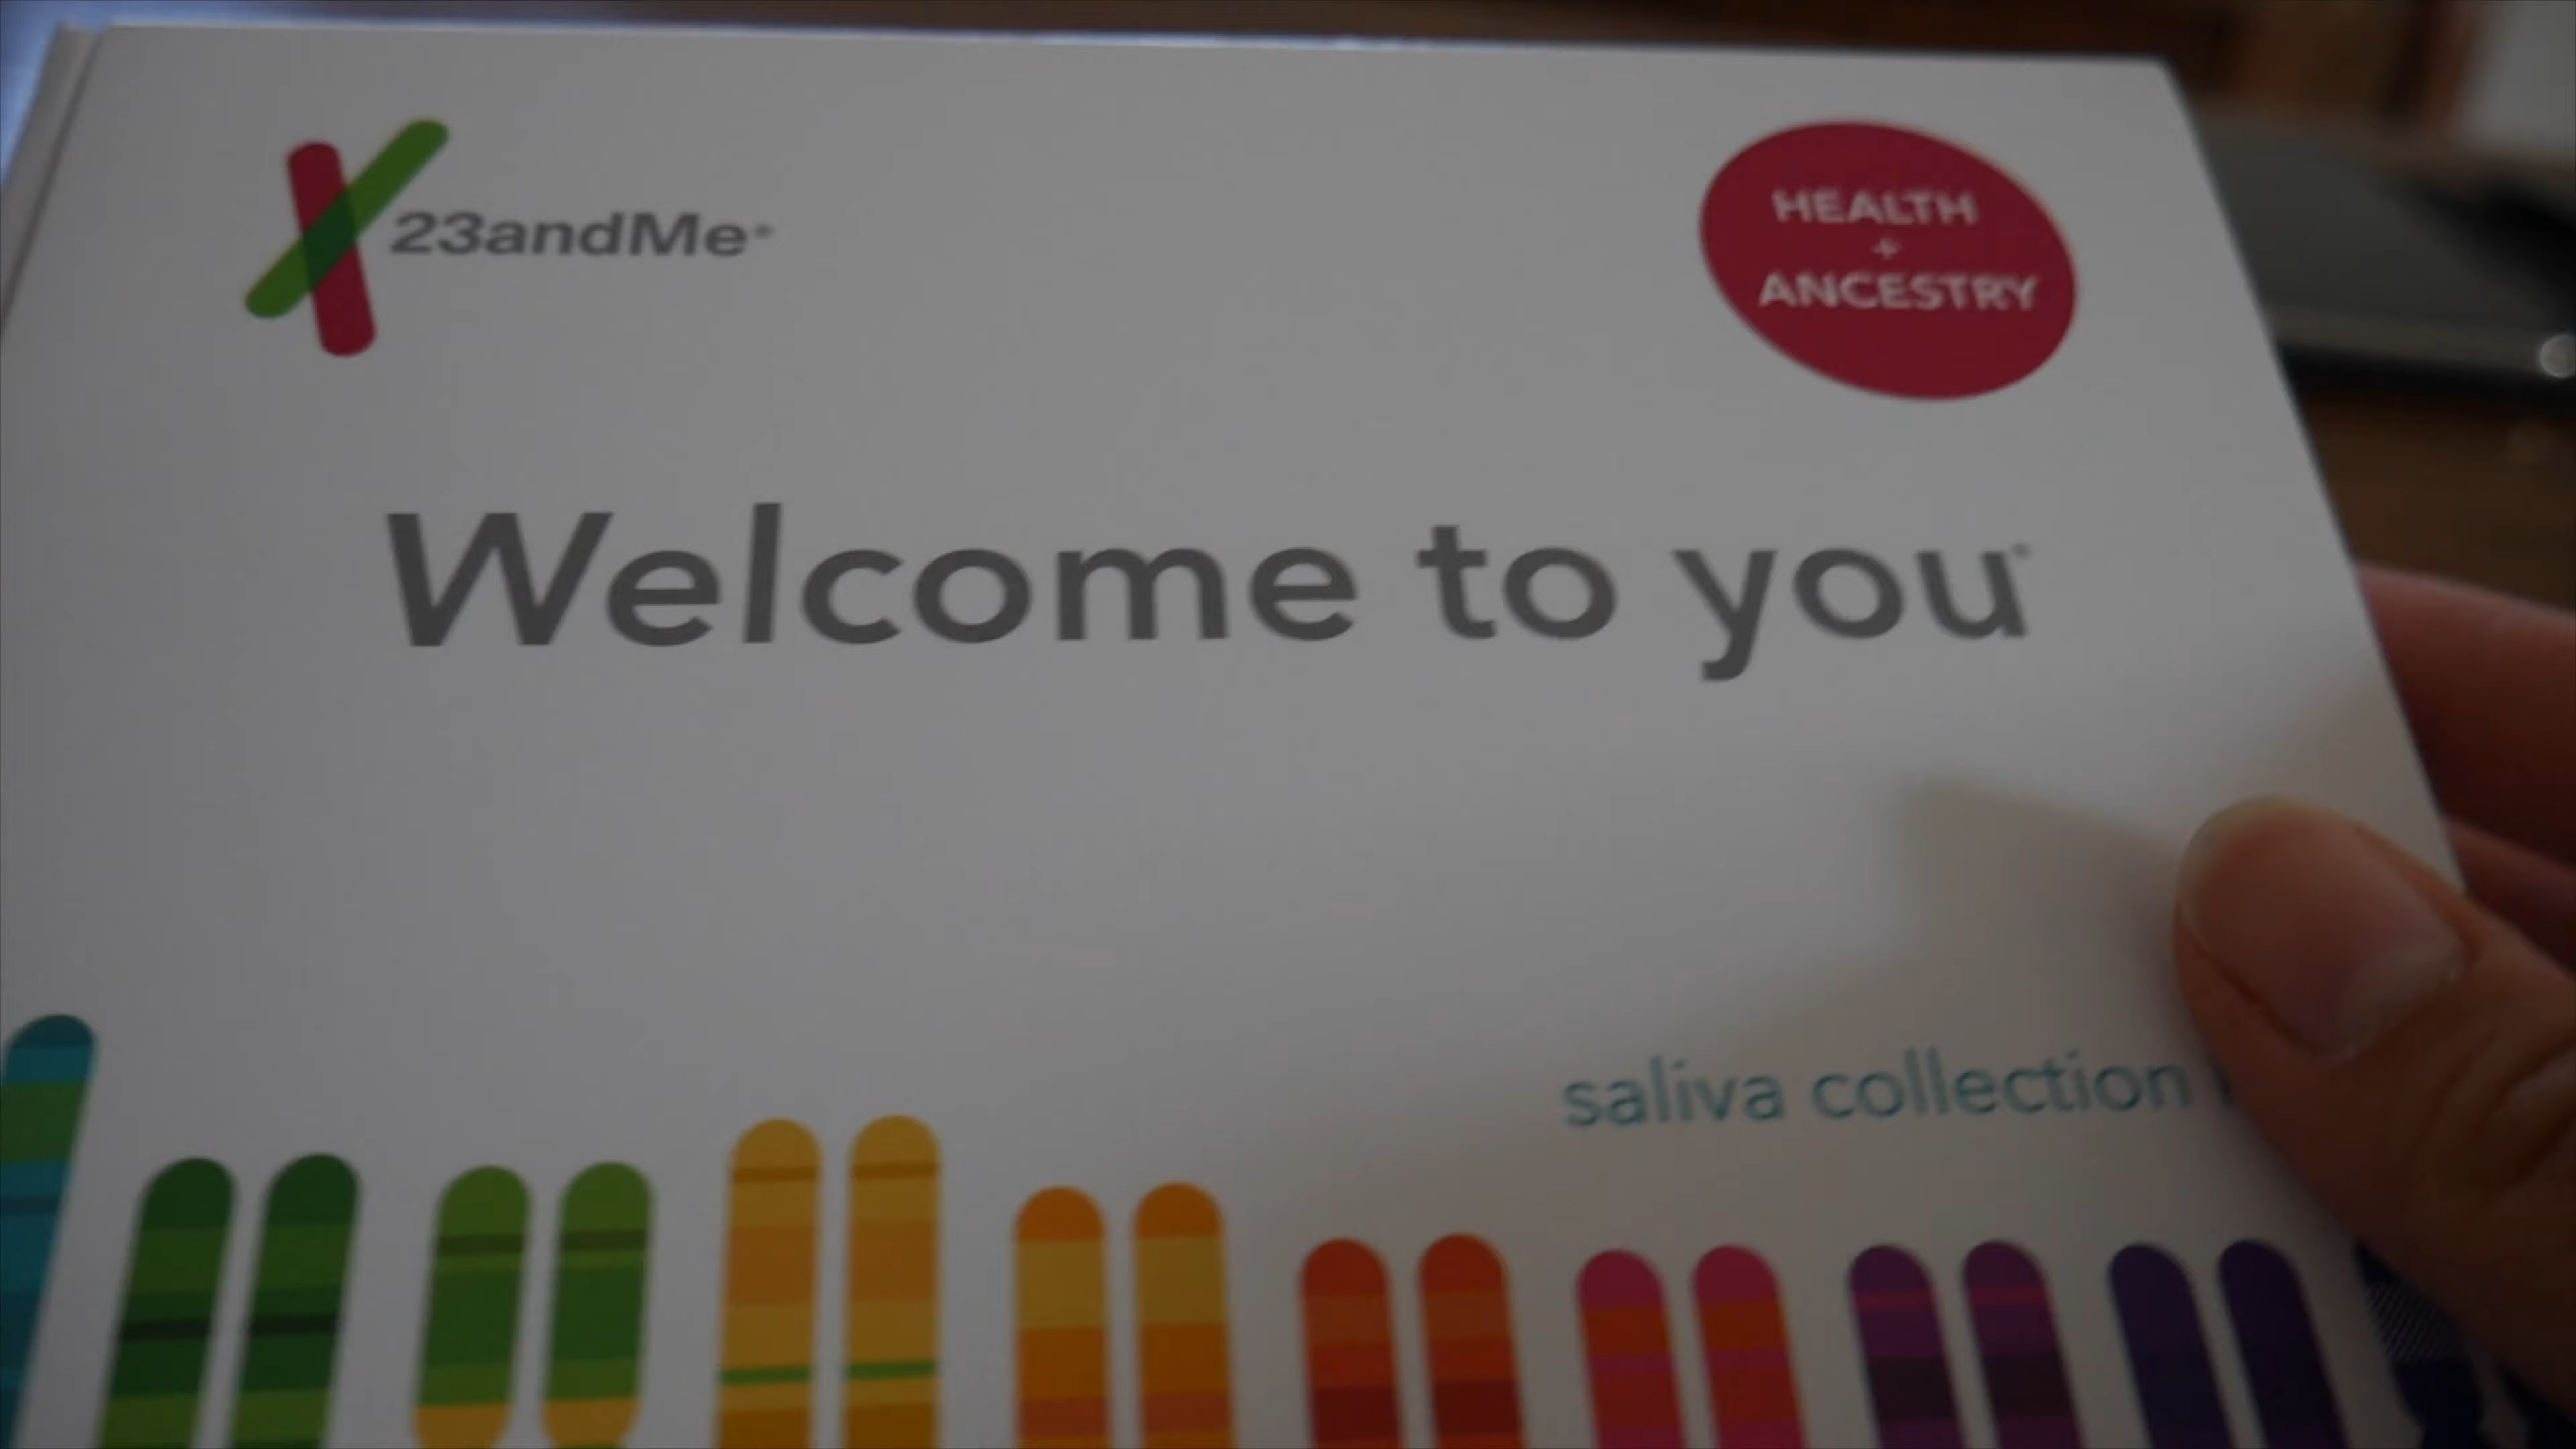 23andMe®
HEALTH
+
ANCESTRY
Welcome to you®
saliva collection